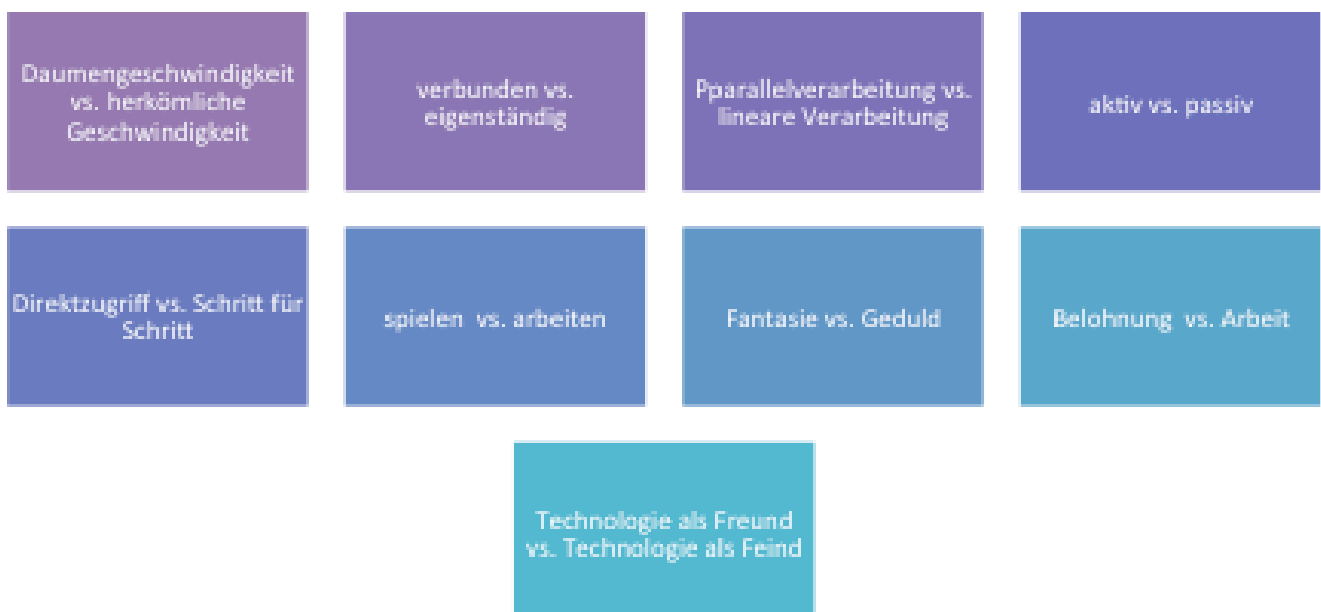 Daumengeschwindigkeit
vs. herkömliche
Geschwindigkeit
verbunden vs.
eigenständig
Pparallelverarbeitung vs.
lineare Verarbeitung
aktiv vs. passiv
Direktzugriff vs. Schritt für
Schritt
spielen vs. arbeiten
Fantasie vs. Geduld
Belohnung vs. Arbeit
Technologie als Freund
vs. Technologie als Feind